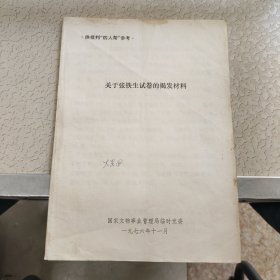 ·供批判“四人帮”参考·
关于张铁生试卷的揭发材料
国家文物事业管理局临时党委
一九七六年十一月